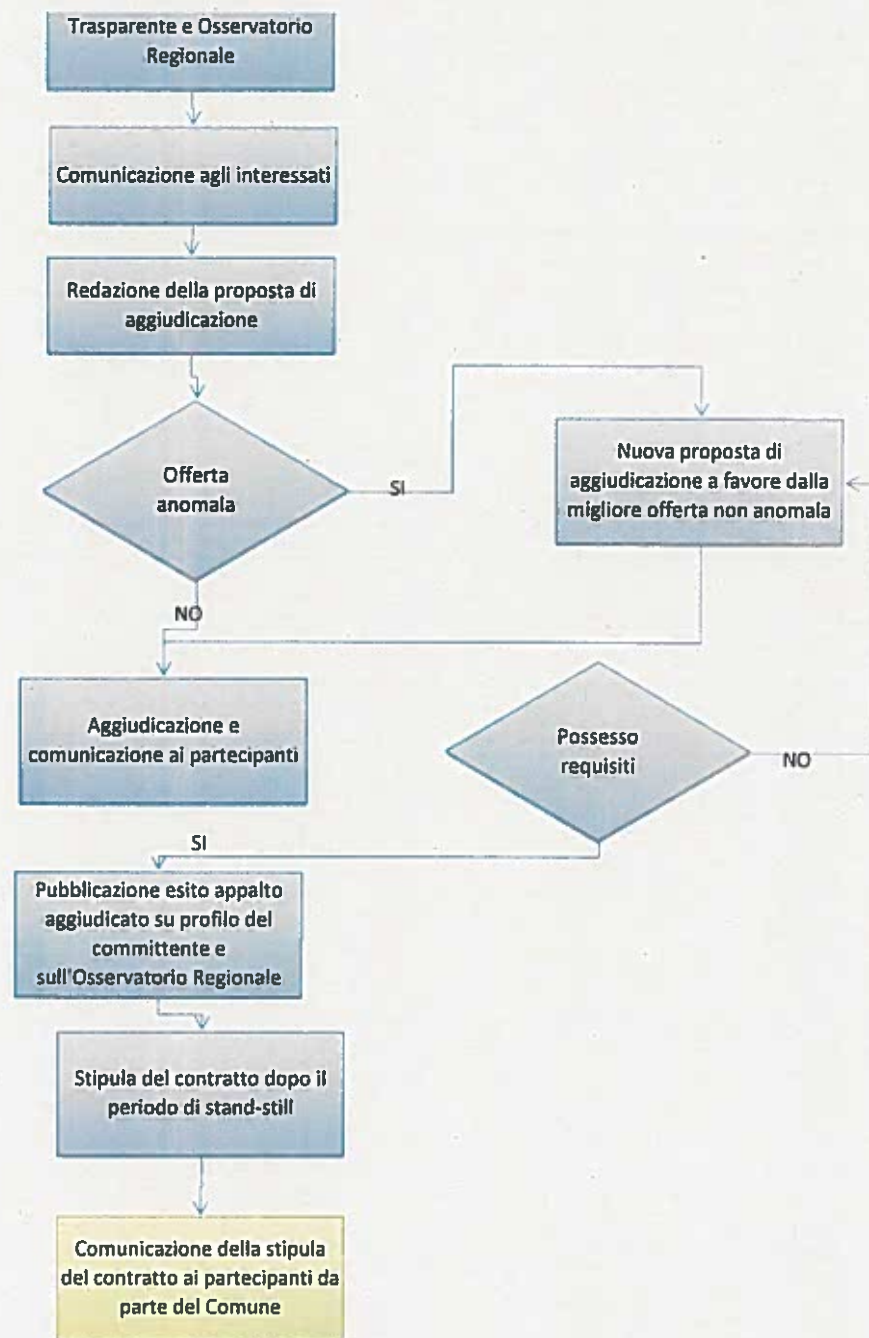 Trasparente e Osservatorio
Regionale
Comunicazione agli interessati
Redazione della proposta di
aggiudicazione
Offerta
anomala
SI
Nuova proposta di
aggiudicazione a favore dalla
migliore offerta non anomala
NO
Aggiudicazione e
comunicazione ai partecipanti
Possesso
requisiti
NO
SI
Pubblicazione esito appalto
aggiudicato su profilo del
committente e
sull'Osservatorio Regionale
Stipula del contratto dopo il
periodo di stand-still
Comunicazione della stipula
del contratto ai partecipanti da
parte del Comune